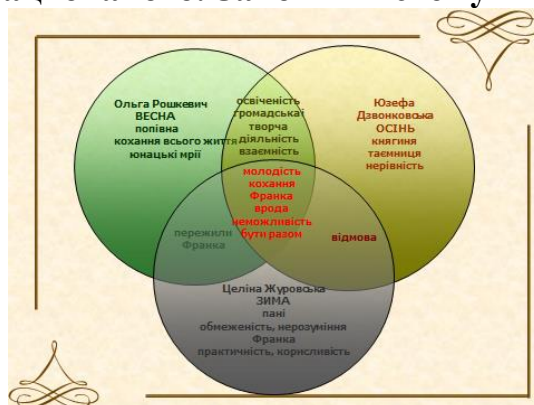 Ольга Рошкевич
ВЕСНА
попівна
кохання всього життя
юнацькі мрії
освіченість
громадська і
творча
діяльність
взаємність
Юзефа
Дзвонковська
ОСІНЬ
княгиня
таємниця
нерівність
молодість
кохання
Франка
врода
неможливість
бути разом
пережили
Франка
відмова
Целіна Журовська
ЗИМА
пані
обмеженість, нерозуміння
Франка
практичність, корисливість